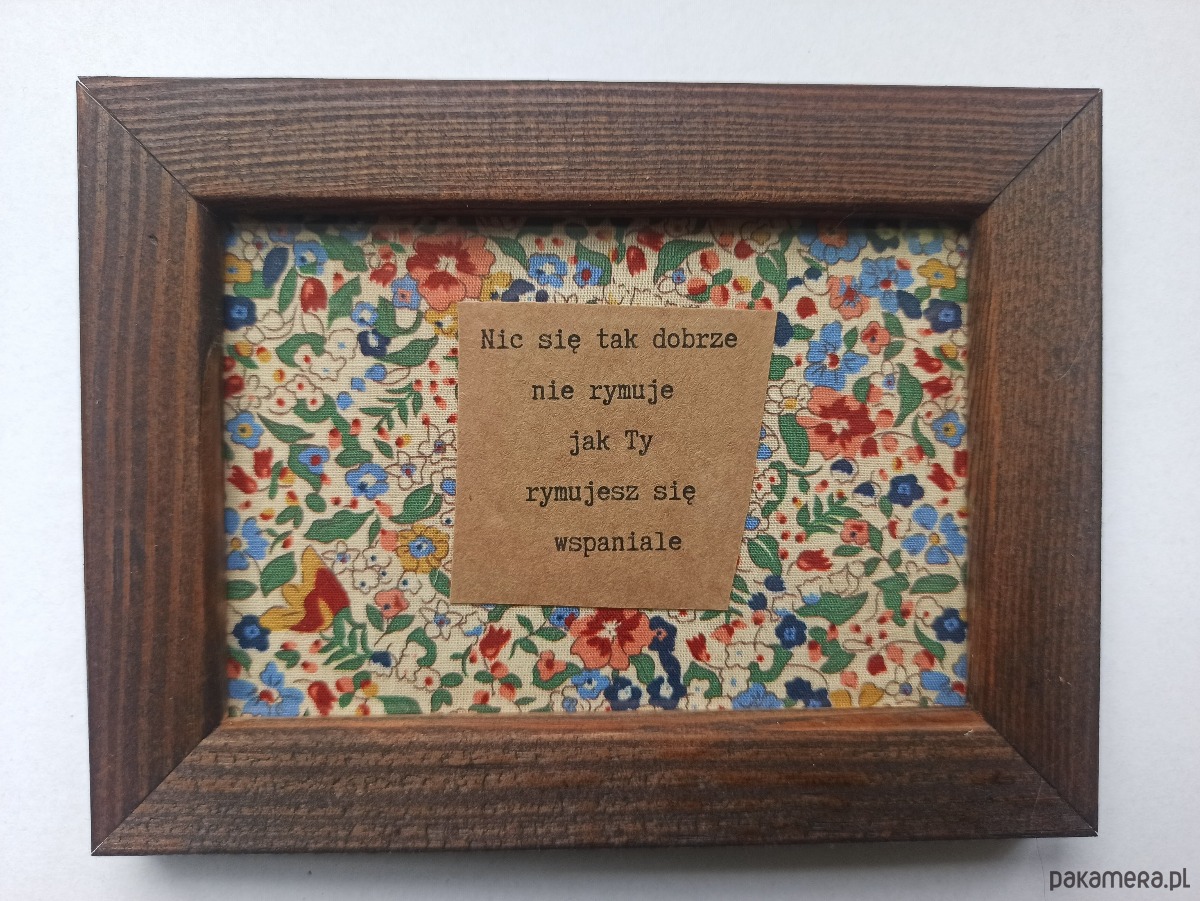 Nic się tak dobrze
nie rymuje
jak Ty
rymujesz się
wspaniale
pakamera.pl